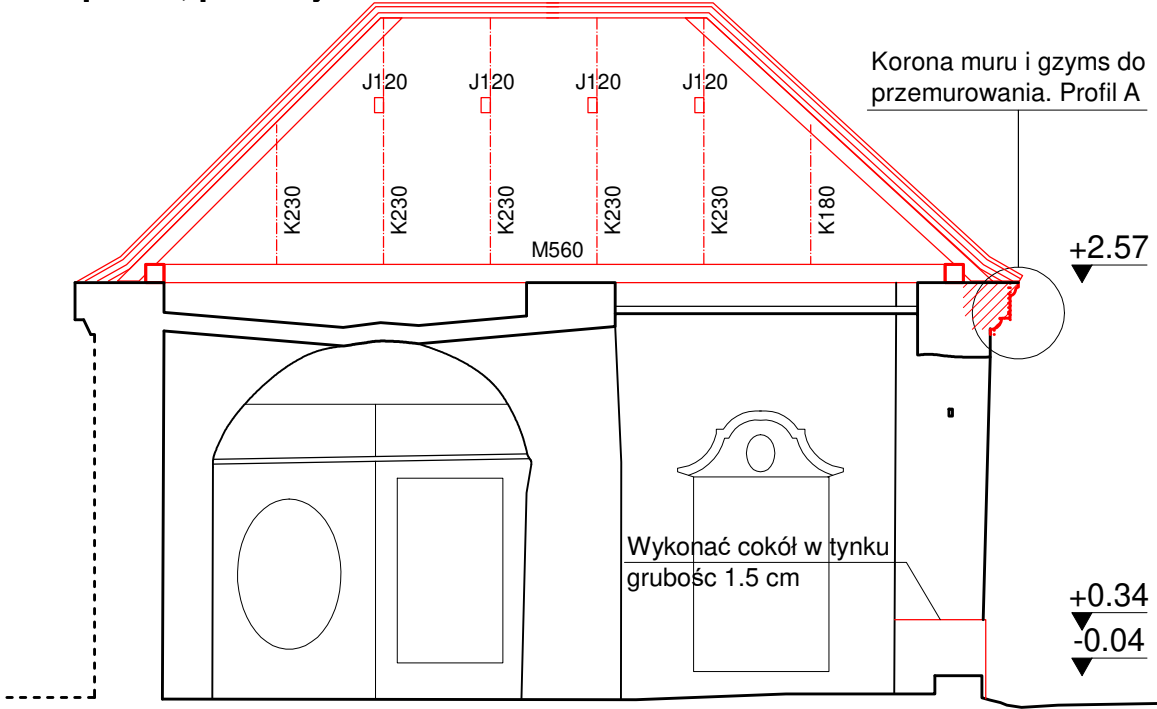 J120 J120 J120 J120
Korona muru i gzyms do
przemurowania. Profil A
K230 K230 K230 K230 K230 K180
M560
+2.57
Wykonać cokół w tynku
grubośc 1.5 cm
+0.34
-0.04